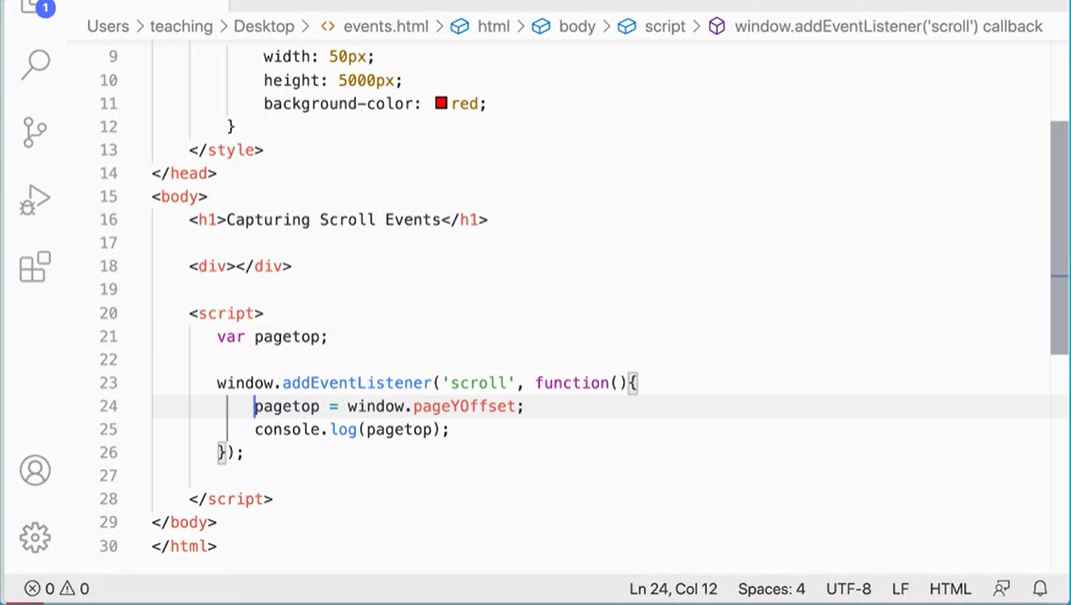 1
Users > teaching > Desktop > <> events.html > html > body > script > window.addEventListener('scroll') callback
9 width: 50px;
10 height: 5000px;
11 background-color: red;
12 }
13 </style>
14 </head>
15 <body>
16 <h1>Capturing Scroll Events</h1>
17
18 <div></div>
19
20 <script>
21 var pagetop;
22
23 window.addEventListener('scroll', function(){
24 pagetop = window.pageYOffset;
25 console.log(pagetop);
26 });
27
28 </script>
29 </body>
30 </html>
0 0 Ln 24, Col 12 Spaces: 4 UTF-8 LF HTML